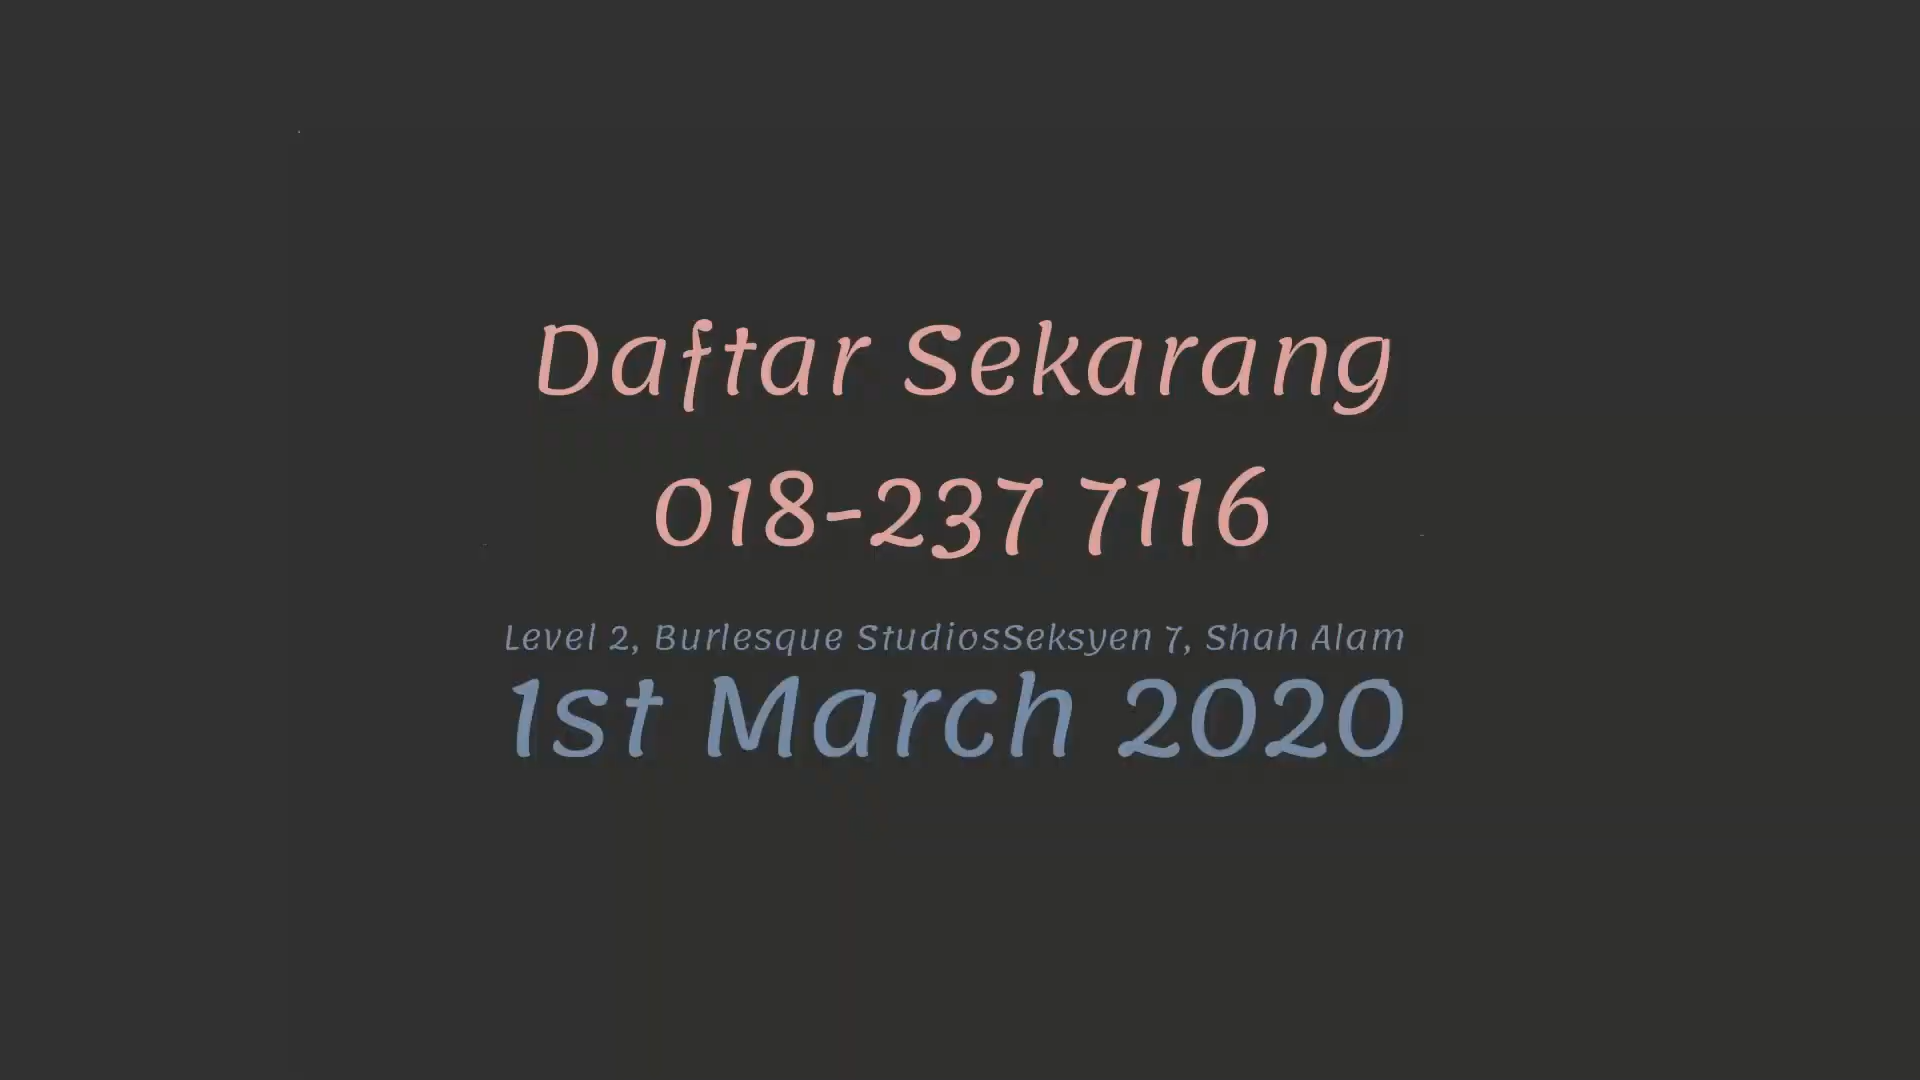 Daftar Sekarang
018-237 7116
Level 2, Burlesque StudiosSeksyen 7, Shah Alam
1st March 2020